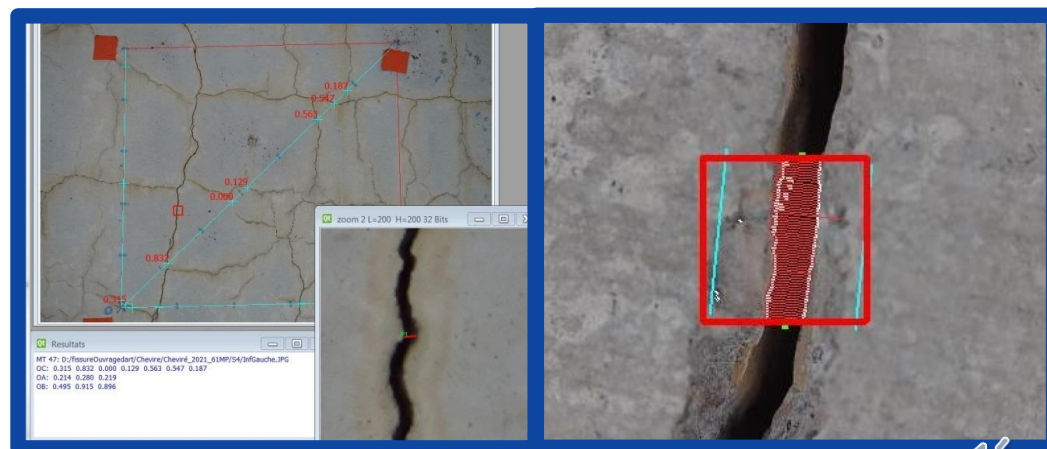 0.187
0.547
0.563
0.129
0.000
0.832
0.315
zoom 2 L=200 H=200 32 Bits
Resultats
MT 47: D:/fissureOuvragedart/Chevire/Cheviré_2021_61MP/S4/InfGauche.JPG
OC: 0.315 0.832 0.000 0.129 0.563 0.547 0.187
OA: 0.214 0.280 0.219
OB: 0.495 0.915 0.896